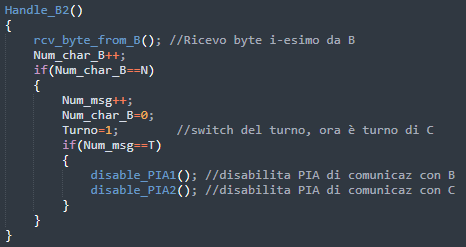 Handle_B2()
{
rcv_byte_from_B(); //Ricevo byte i-esimo da B
Num_char_B++;
if(Num_char_B==N)
{
Num_msg++;
Num_char_B=0;
Turno=1; //switch del turno, ora è turno di C
if(Num_msg==T)
{
disable_PIA1(); //disabilita PIA di comunicaz con B
disable_PIA2(); //disabilita PIA di comunicaz con C
}
}
}